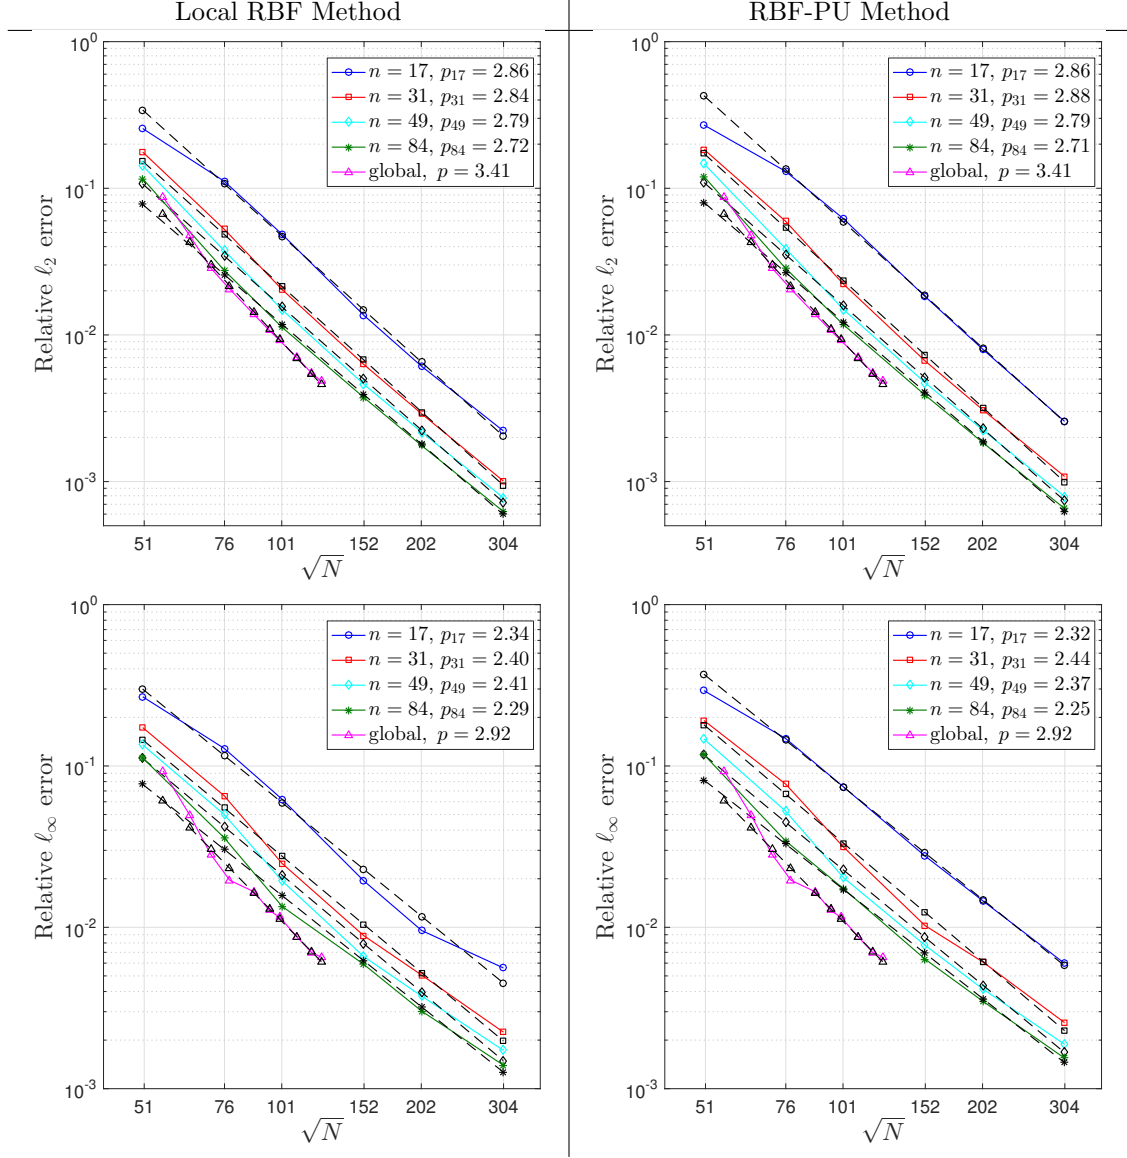 Local RBF Method
RBF-PU Method
10^0
10^-1
10^-2
10^-3
Relative ℓ_2 error
n = 17, p_17 = 2.86
n = 31, p_31 = 2.84
n = 49, p_49 = 2.79
n = 84, p_84 = 2.72
global, p = 3.41
51 76 101 152 202 304
√N
10^0
10^-1
10^-2
10^-3
Relative ℓ_2 error
n = 17, p_17 = 2.86
n = 31, p_31 = 2.88
n = 49, p_49 = 2.79
n = 84, p_84 = 2.71
global, p = 3.41
51 76 101 152 202 304
√N
10^0
10^-1
10^-2
10^-3
Relative ℓ_∞ error
n = 17, p_17 = 2.34
n = 31, p_31 = 2.40
n = 49, p_49 = 2.41
n = 84, p_84 = 2.29
global, p = 2.92
51 76 101 152 202 304
√N
10^0
10^-1
10^-2
10^-3
Relative ℓ_∞ error
n = 17, p_17 = 2.32
n = 31, p_31 = 2.44
n = 49, p_49 = 2.37
n = 84, p_84 = 2.25
global, p = 2.92
51 76 101 152 202 304
√N